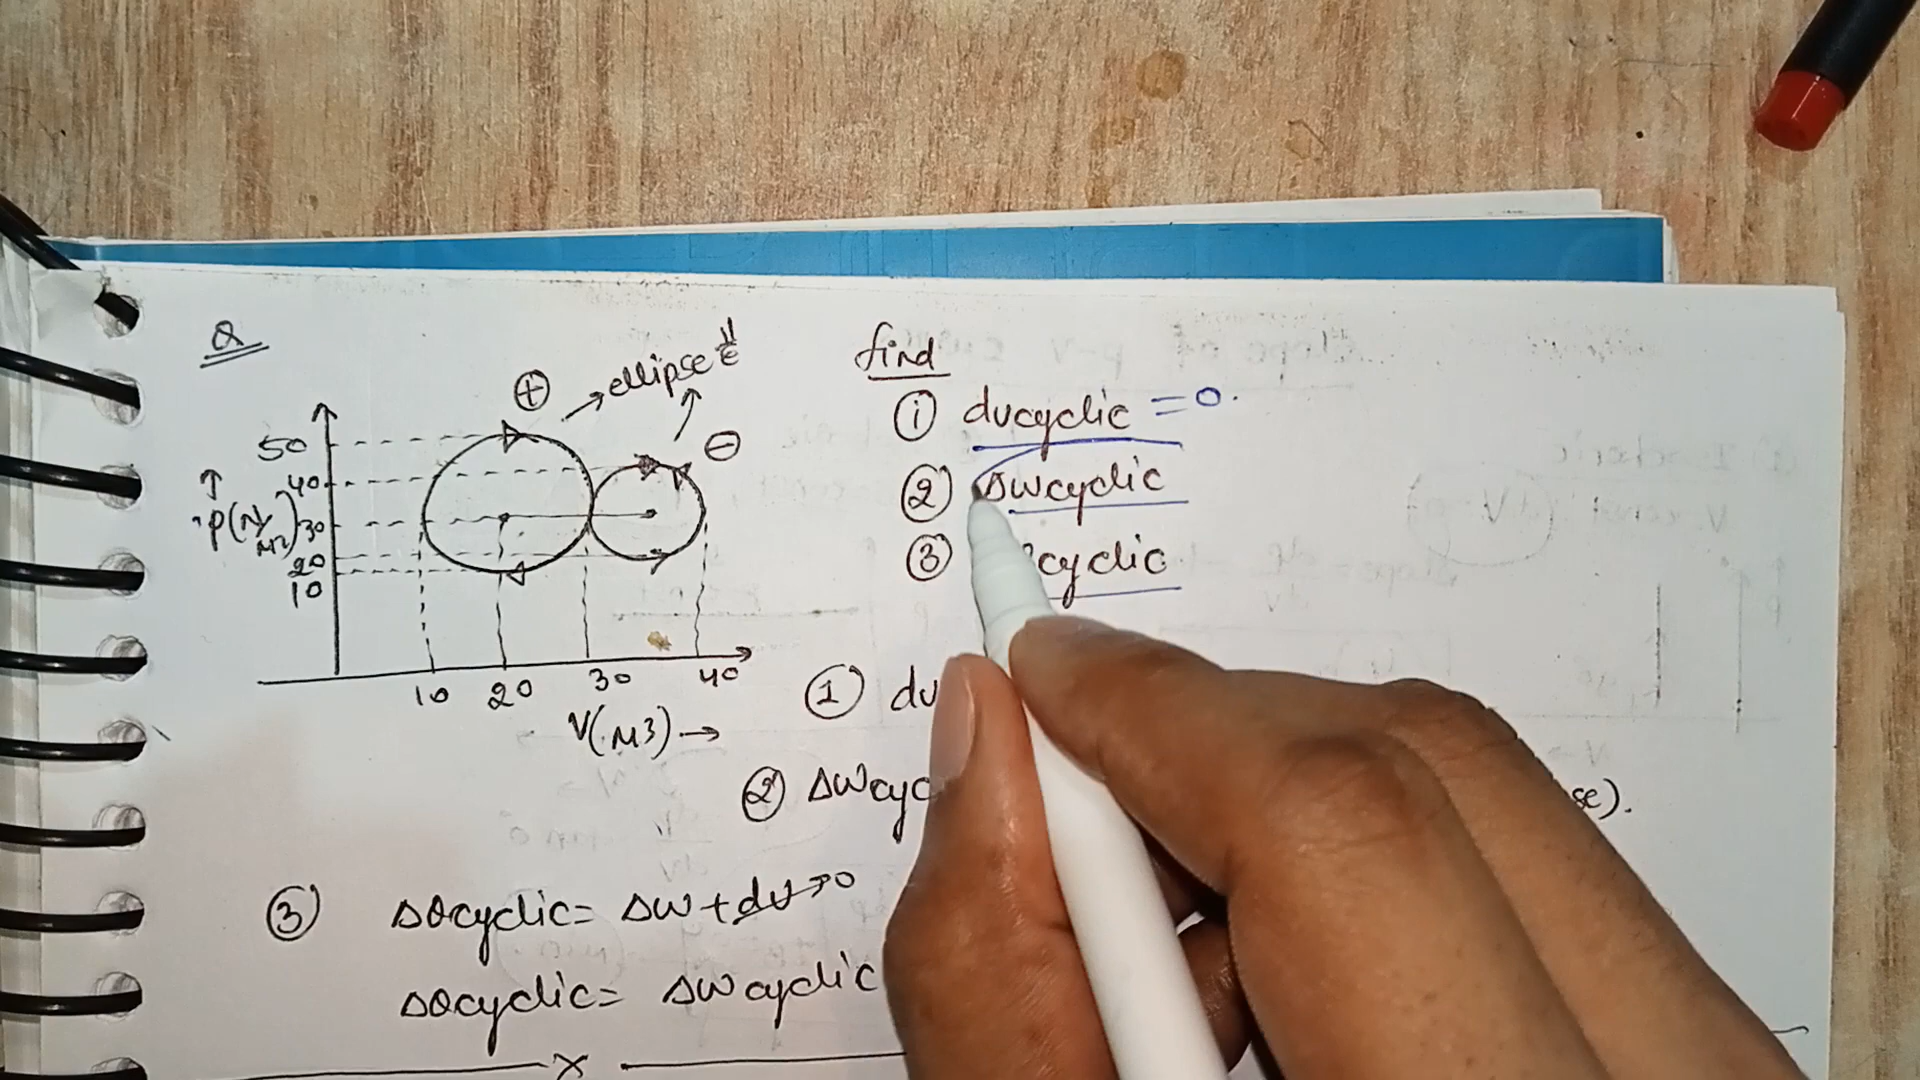 Q
⊕ → ellipse
⊖
50
40
↑ 30
P(N/M2)
20
10
10 20 30 40
V(M3) →
find
① ducyclic = 0.
② ΔWcyclic
③ cyclic
① du
② ΔWcyc se).
③ ΔQcyclic = ΔW + du→0
ΔQcyclic = ΔW cyclic
x